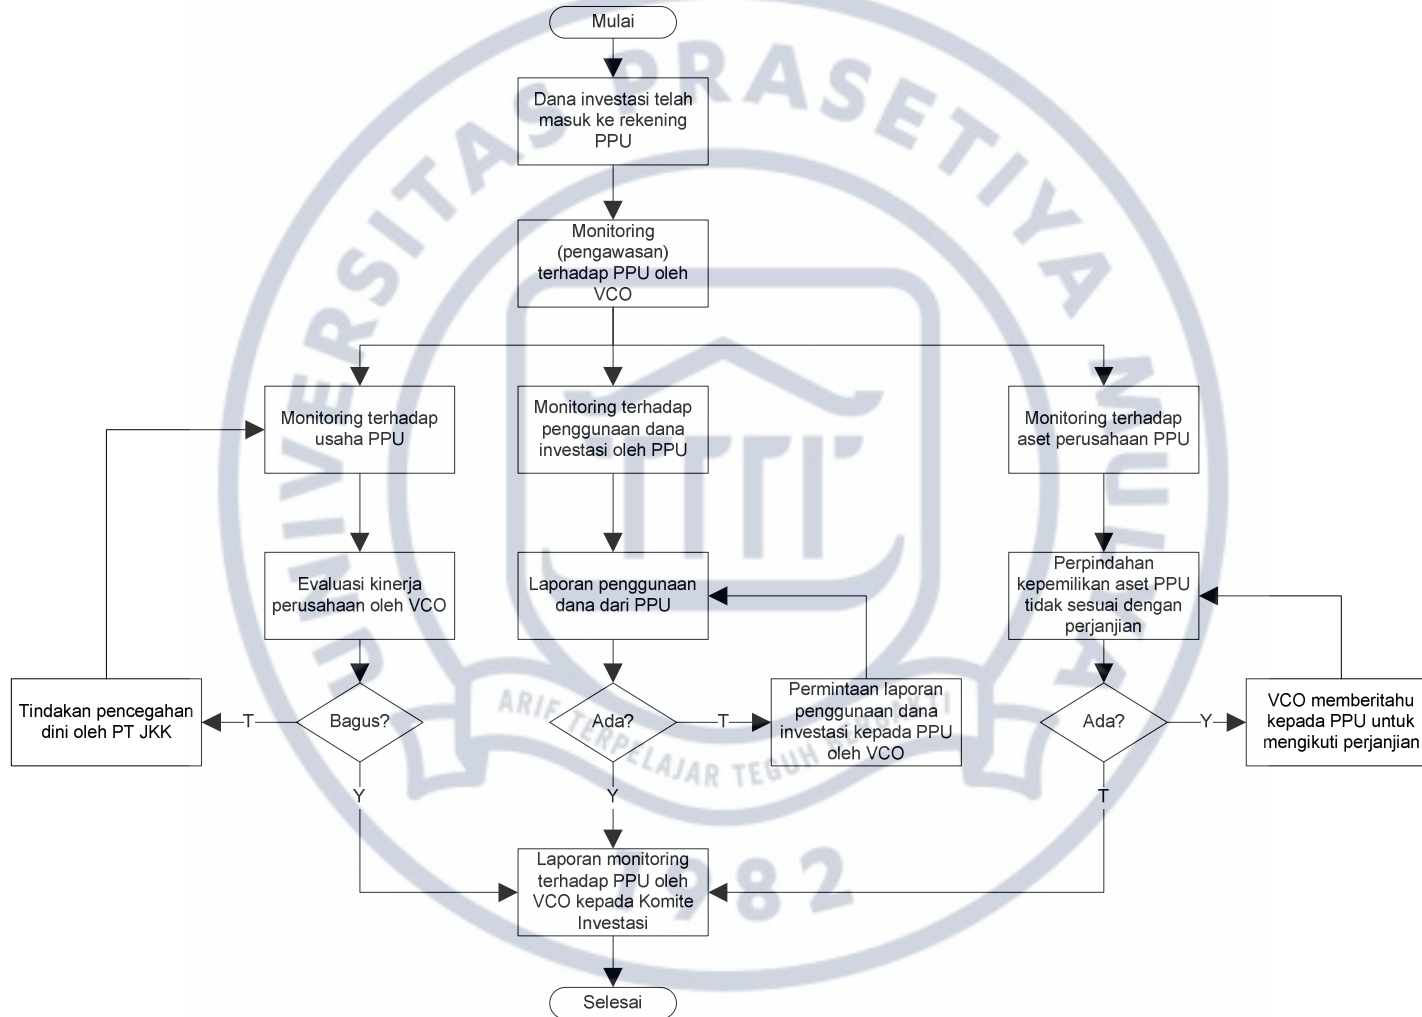 Mulai
Dana investasi telah
masuk ke rekening
PPU
Monitoring
(pengawasan)
terhadap PPU oleh
VCO
Monitoring terhadap
usaha PPU
Monitoring terhadap
penggunaan dana
investasi oleh PPU
Monitoring terhadap
aset perusahaan PPU
Evaluasi kinerja
perusahaan oleh VCO
Laporan penggunaan
dana dari PPU
Perpindahan
kepemilikan aset PPU
tidak sesuai dengan
perjanjian
Tindakan pencegahan
dini oleh PT JKK
T
Bagus?
Ada?
T
Permintaan laporan
penggunaan dana
investasi kepada PPU
oleh VCO
Ada?
Y
VCO memberitahu
kepada PPU untuk
mengikuti perjanjian
Y
Y
T
Laporan monitoring
terhadap PPU oleh
VCO kepada Komite
Investasi
Selesai
UNIVERSITAS PRASETIYA MULYA
ARIF TERPELAJAR TEGUH BERBAKTI
1982